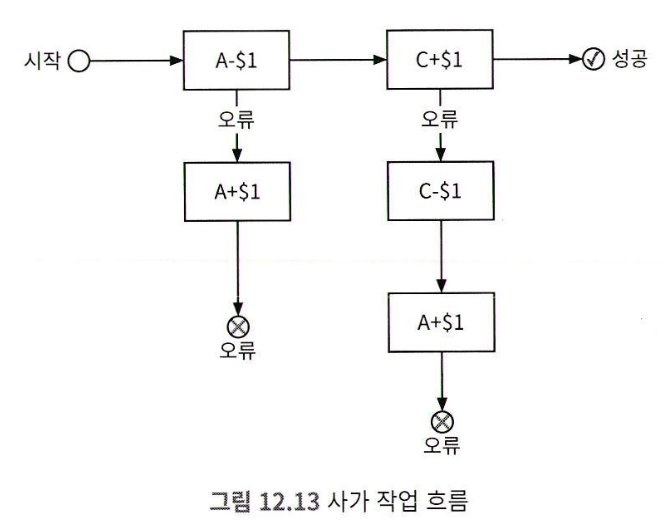 시작 A-$1 C+$1 성공
오류 오류
A+$1 C-$1
A+$1
오류
오류
그림 12.13 사가 작업 흐름